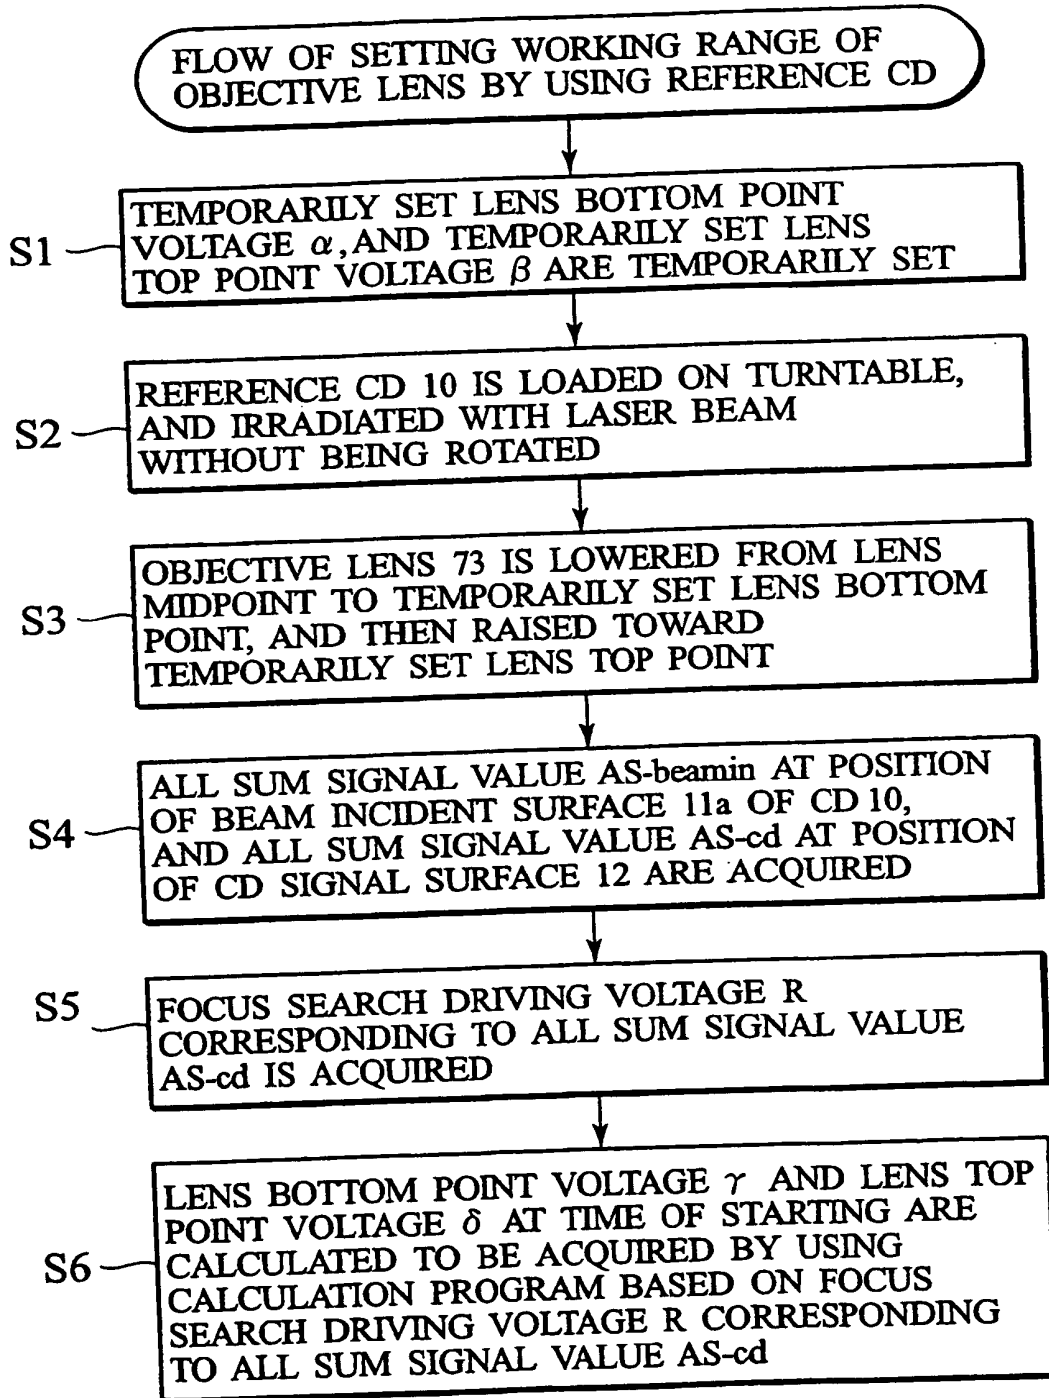 FLOW OF SETTING WORKING RANGE OF
OBJECTIVE LENS BY USING REFERENCE CD
S1
TEMPORARILY SET LENS BOTTOM POINT
VOLTAGE α, AND TEMPORARILY SET LENS
TOP POINT VOLTAGE β ARE TEMPORARILY SET
S2
REFERENCE CD 10 IS LOADED ON TURNTABLE,
AND IRRADIATED WITH LASER BEAM
WITHOUT BEING ROTATED
S3
OBJECTIVE LENS 73 IS LOWERED FROM LENS
MIDPOINT TO TEMPORARILY SET LENS BOTTOM
POINT, AND THEN RAISED TOWARD
TEMPORARILY SET LENS TOP POINT
S4
ALL SUM SIGNAL VALUE AS-beamin AT POSITION
OF BEAM INCIDENT SURFACE 11a OF CD 10,
AND ALL SUM SIGNAL VALUE AS-cd AT POSITION
OF CD SIGNAL SURFACE 12 ARE ACQUIRED
S5
FOCUS SEARCH DRIVING VOLTAGE R
CORRESPONDING TO ALL SUM SIGNAL VALUE
AS-cd IS ACQUIRED
S6
LENS BOTTOM POINT VOLTAGE γ AND LENS TOP
POINT VOLTAGE δ AT TIME OF STARTING ARE
CALCULATED TO BE ACQUIRED BY USING
CALCULATION PROGRAM BASED ON FOCUS
SEARCH DRIVING VOLTAGE R CORRESPONDING
TO ALL SUM SIGNAL VALUE AS-cd